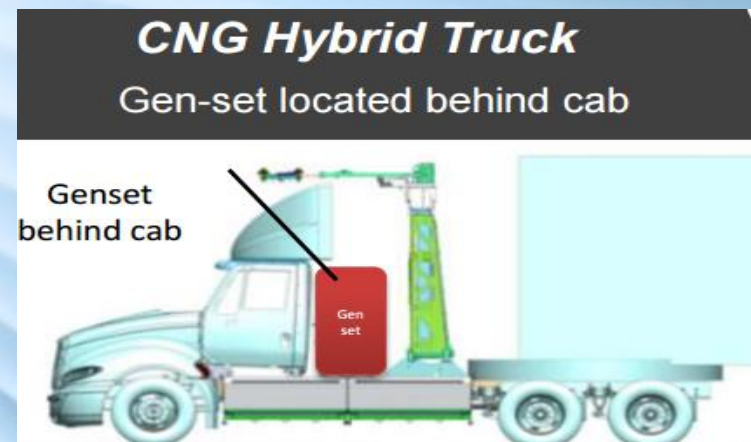 CNG Hybrid Truck
Gen-set located behind cab
Genset
behind cab
Gen
set